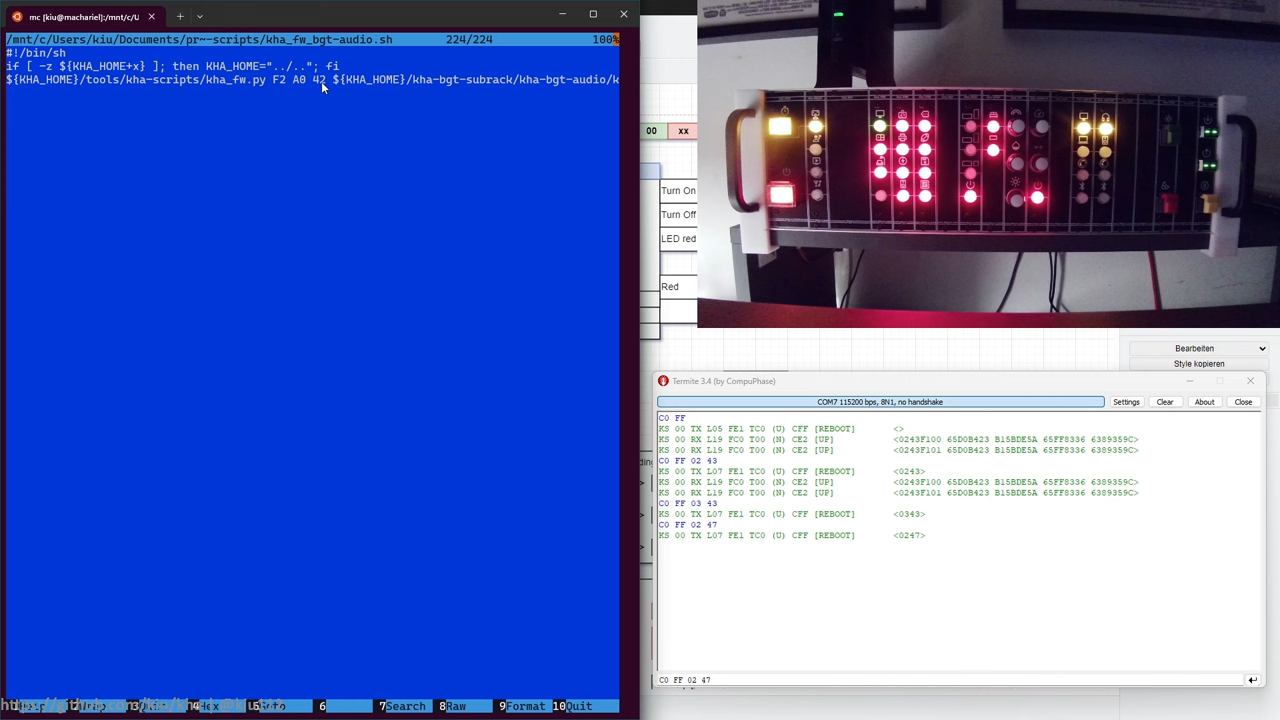 mc [kiu@machariel]:/mnt/c/U
/mnt/c/Users/kiu/Documents/pr~-scripts/kha_fw_bgt-audio.sh 224/224 100%
#!/bin/sh
if [ -z ${KHA_HOME+x} ]; then KHA_HOME="../.."; fi
${KHA_HOME}/tools/kha-scripts/kha_fw.py F2 A0 42 ${KHA_HOME}/kha-bgt-subrack/kha-bgt-audio/k
00 xx
Turn On
Turn Off
LED red
Red
Bearbeiten
Style kopieren
Termite 3.4 (by CompuPhase)
COM7 115200 bps, 8N1, no handshake
Settings Clear About Close
C0 FF
KS 00 TX L05 FE1 TC0 (U) CFF [REBOOT] <>
KS 00 RX L19 FC0 T00 (N) CE2 [UP] <0243F100 65D0B423 B15BDE5A 65FF8336 6389359C>
KS 00 RX L19 FC0 T00 (N) CE2 [UP] <0243F101 65D0B423 B15BDE5A 65FF8336 6389359C>
C0 FF 02 43
KS 00 TX L07 FE1 TC0 (U) CFF [REBOOT] <0243>
KS 00 RX L19 FC0 T00 (N) CE2 [UP] <0243F100 65D0B423 B15BDE5A 65FF8336 6389359C>
KS 00 RX L19 FC0 T00 (N) CE2 [UP] <0243F101 65D0B423 B15BDE5A 65FF8336 6389359C>
C0 FF 03 43
KS 00 TX L07 FE1 TC0 (U) CFF [REBOOT] <0343>
C0 FF 02 47
KS 00 TX L07 FE1 TC0 (U) CFF [REBOOT] <0247>
C0 FF 02 47
6 7Search 8Raw 9Format 10Quit